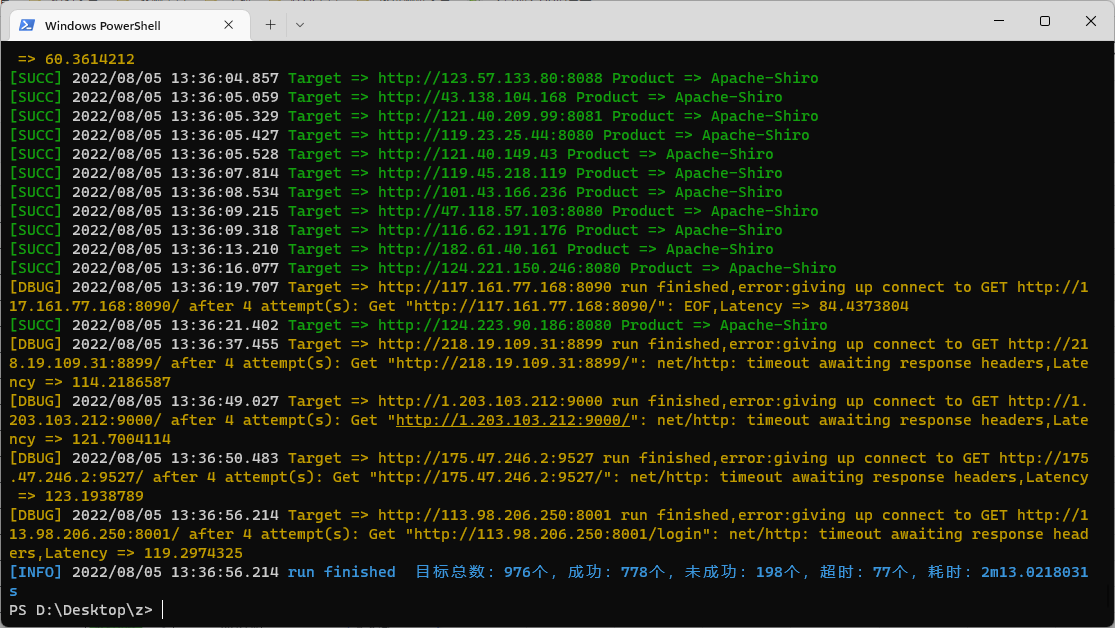 Windows PowerShell
 => 60.3614212
[SUCC] 2022/08/05 13:36:04.857 Target => http://123.57.133.80:8088 Product => Apache-Shiro
[SUCC] 2022/08/05 13:36:05.059 Target => http://43.138.104.168 Product => Apache-Shiro
[SUCC] 2022/08/05 13:36:05.329 Target => http://121.40.209.99:8081 Product => Apache-Shiro
[SUCC] 2022/08/05 13:36:05.427 Target => http://119.23.25.44:8080 Product => Apache-Shiro
[SUCC] 2022/08/05 13:36:05.528 Target => http://121.40.149.43 Product => Apache-Shiro
[SUCC] 2022/08/05 13:36:07.814 Target => http://119.45.218.119 Product => Apache-Shiro
[SUCC] 2022/08/05 13:36:08.534 Target => http://101.43.166.236 Product => Apache-Shiro
[SUCC] 2022/08/05 13:36:09.215 Target => http://47.118.57.103:8080 Product => Apache-Shiro
[SUCC] 2022/08/05 13:36:09.318 Target => http://116.62.191.176 Product => Apache-Shiro
[SUCC] 2022/08/05 13:36:13.210 Target => http://182.61.40.161 Product => Apache-Shiro
[SUCC] 2022/08/05 13:36:16.077 Target => http://124.221.150.246:8080 Product => Apache-Shiro
[DBUG] 2022/08/05 13:36:19.707 Target => http://117.161.77.168:8090 run finished,error:giving up connect to GET http://1
17.161.77.168:8090/ after 4 attempt(s): Get "http://117.161.77.168:8090/": EOF,Latency => 84.4373804
[SUCC] 2022/08/05 13:36:21.402 Target => http://124.223.90.186:8080 Product => Apache-Shiro
[DBUG] 2022/08/05 13:36:37.455 Target => http://218.19.109.31:8899 run finished,error:giving up connect to GET http://21
8.19.109.31:8899/ after 4 attempt(s): Get "http://218.19.109.31:8899/": net/http: timeout awaiting response headers,Late
ncy => 114.2186587
[DBUG] 2022/08/05 13:36:49.027 Target => http://1.203.103.212:9000 run finished,error:giving up connect to GET http://1.
203.103.212:9000/ after 4 attempt(s): Get "http://1.203.103.212:9000/": net/http: timeout awaiting response headers,Late
ncy => 121.7004114
[DBUG] 2022/08/05 13:36:50.483 Target => http://175.47.246.2:9527 run finished,error:giving up connect to GET http://175
.47.246.2:9527/ after 4 attempt(s): Get "http://175.47.246.2:9527/": net/http: timeout awaiting response headers,Latency
 => 123.1938789
[DBUG] 2022/08/05 13:36:56.214 Target => http://113.98.206.250:8001 run finished,error:giving up connect to GET http://1
13.98.206.250:8001/ after 4 attempt(s): Get "http://113.98.206.250:8001/login": net/http: timeout awaiting response head
ers,Latency => 119.2974325
[INFO] 2022/08/05 13:36:56.214 run finished  目标总数: 976个, 成功: 778个, 未成功: 198个, 超时: 77个, 耗时: 2m13.0218031
s
PS D:\Desktop\z>